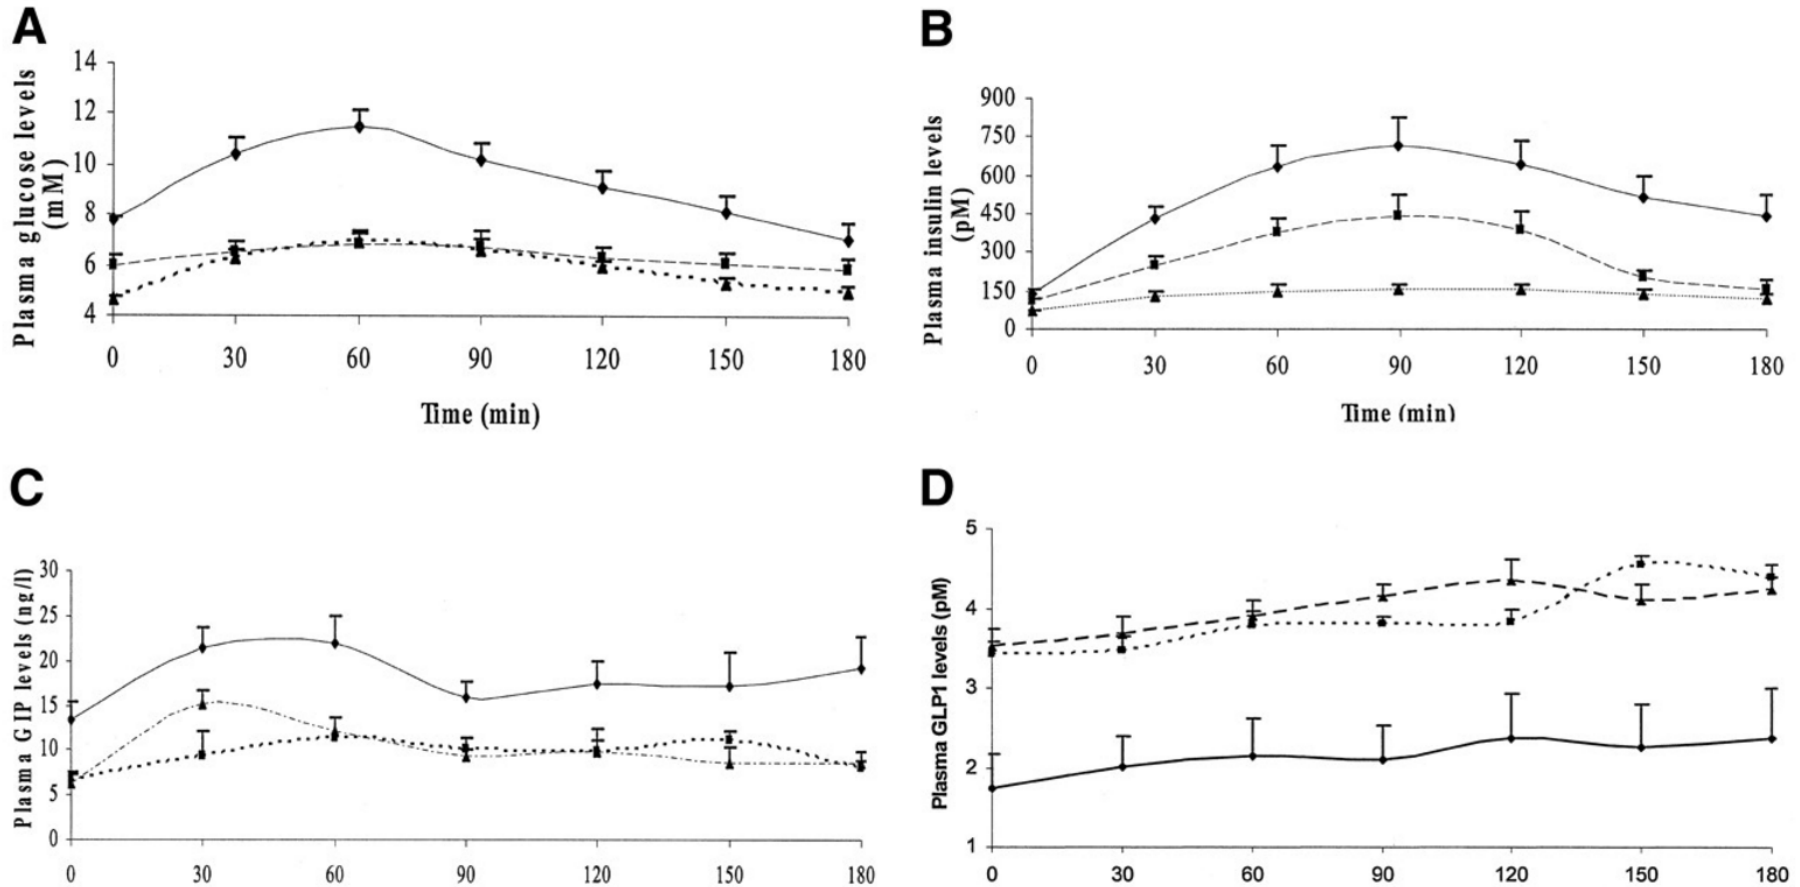 A
Plasma glucose levels
(mM)
14
12
10
8
6
4
0 30 60 90 120 150 180
Time (min)
B
Plasma insulin levels
(pM)
900
750
600
450
300
150
0
0 30 60 90 120 150 180
Time (min)
C
Plasma GIP levels (ng/l)
30
25
20
15
10
5
0
0 30 60 90 120 150 180
D
Plasma GLP1 levels (pM)
5
4
3
2
1
0 30 60 90 120 150 180